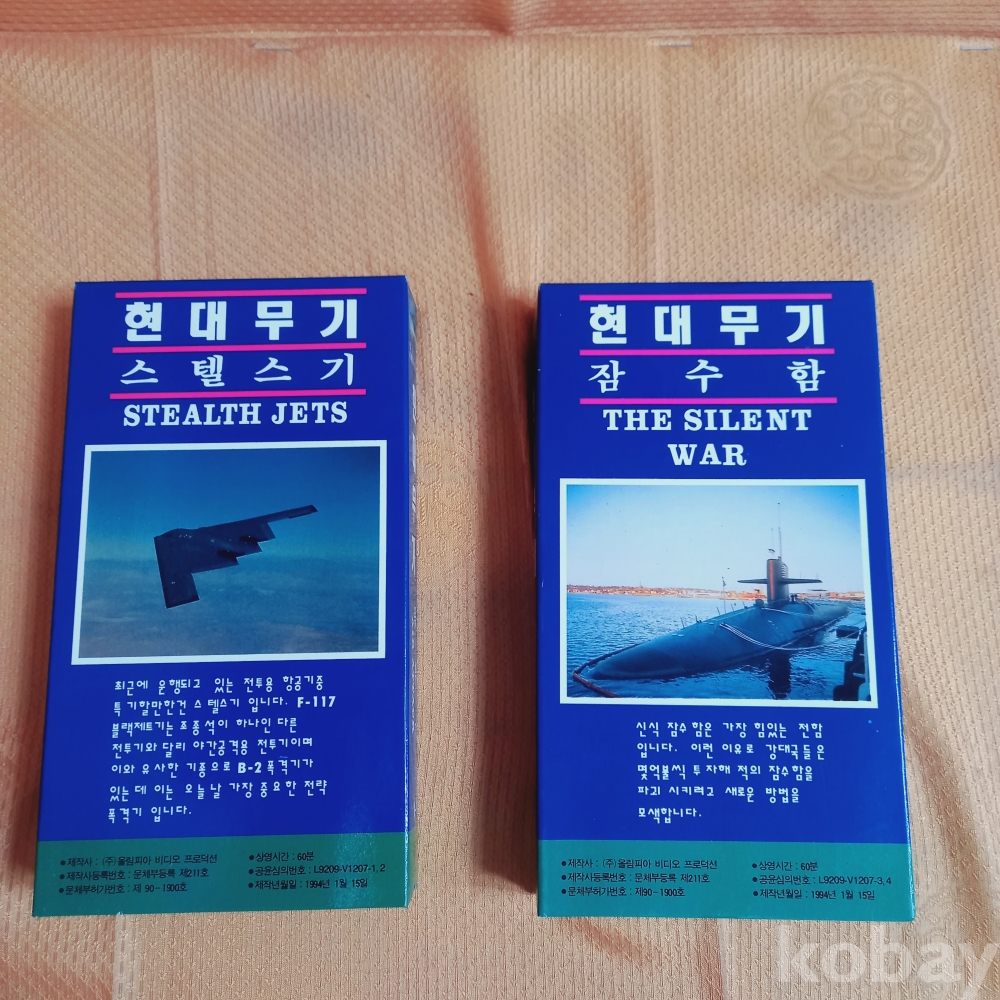 현대무기
스텔스기
STEALTH JETS
최근에 운행되고 있는 전투용 항공기중
특기할만한건 스텔스기 입니다. F-117
블랙제트기는 조종석이 하나인 다른
전투기와 달리 야간공격용 전투기이며
이와 유사한 기종으로 B-2 폭격기가
있는데 이는 오늘날 가장 중요한 전략
폭격기 입니다.
●제작사 : (주)올림피아 비디오 프로덕션
●제작사등록번호 : 문체부등록 제211호
●문체부허가번호 : 제 90-1900호
●상영시간 : 60분
●공윤심의번호 : L9209-V1207-1, 2
●제작년월일 : 1994년 1월 15일
현대무기
잠수함
THE SILENT
WAR
신식 잠수함은 가장 힘있는 전함
입니다. 이런 이유로 강대국들은
몇억불씩 투자해 적의 잠수함을
파괴 시키려고 새로운 방법을
모색합니다.
●제작사 : (주)올림피아 비디오 프로덕션
●제작사등록번호 : 문체부등록 제211호
●문체부허가번호 : 제90-1900호
●상영시간 : 60분
●공윤심의번호 : L9209-V1207-3, 4
●제작년월일 : 1994년 1월 15일
kobay